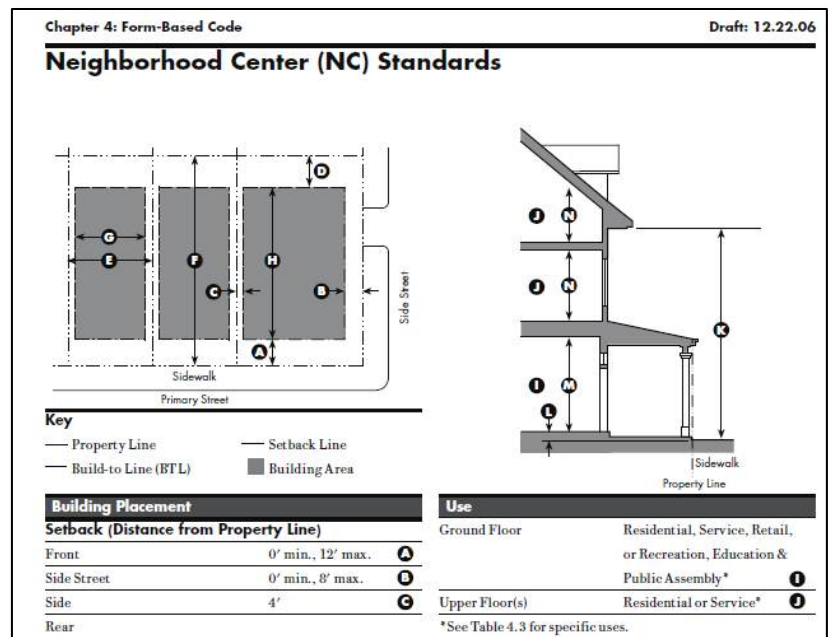 Chapter 4: Form-Based Code
Draft: 12.22.06
Neighborhood Center (NC) Standards
D
G
E
F
H
C
B
A
Side Street
Sidewalk
Primary Street
J
N
J
N
K
I
M
L
Sidewalk
Property Line
Key
Property Line
Setback Line
Build-to Line (BTL)
Building Area
Building Placement
Setback (Distance from Property Line)
Front 0' min., 12' max. A
Side Street 0' min., 8' max. B
Side 4' C
Rear
Use
Ground Floor Residential, Service, Retail,
or Recreation, Education &
Public Assembly* I
Upper Floor(s) Residential or Service* J
*See Table 4.3 for specific uses.